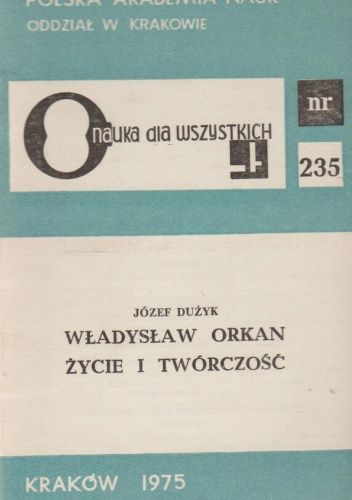 POLSKA AKADEMIA NAUK
ODDZIAŁ W KRAKOWIE
nauka dla wszystkich
nr
235
JÓZEF DUŻYK
WŁADYSŁAW ORKAN
ŻYCIE I TWÓRCZOŚĆ
KRAKÓW 1975